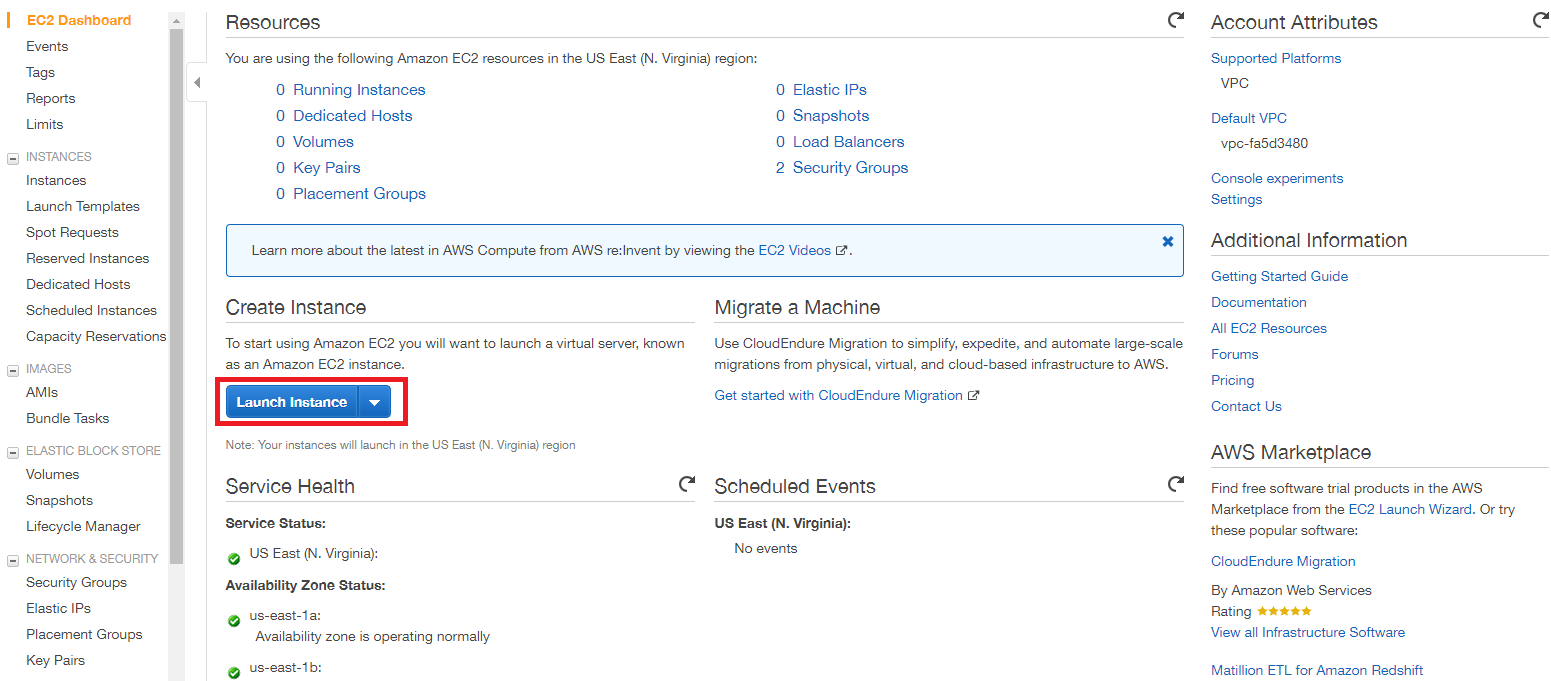 EC2 Dashboard
Events
Tags
Reports
Limits
INSTANCES
Instances
Launch Templates
Spot Requests
Reserved Instances
Dedicated Hosts
Scheduled Instances
Capacity Reservations
IMAGES
AMIs
Bundle Tasks
ELASTIC BLOCK STORE
Volumes
Snapshots
Lifecycle Manager
NETWORK & SECURITY
Security Groups
Elastic IPs
Placement Groups
Key Pairs
Resources
You are using the following Amazon EC2 resources in the US East (N. Virginia) region:
0 Running Instances
0 Dedicated Hosts
0 Volumes
0 Key Pairs
0 Placement Groups
0 Elastic IPs
0 Snapshots
0 Load Balancers
2 Security Groups
Learn more about the latest in AWS Compute from AWS re:Invent by viewing the EC2 Videos.
Create Instance
To start using Amazon EC2 you will want to launch a virtual server, known
as an Amazon EC2 instance.
Launch Instance
Note: Your instances will launch in the US East (N. Virginia) region
Migrate a Machine
Use CloudEndure Migration to simplify, expedite, and automate large-scale
migrations from physical, virtual, and cloud-based infrastructure to AWS.
Get started with CloudEndure Migration
Service Health
Service Status:
US East (N. Virginia):
Availability Zone Status:
us-east-1a:
Availability zone is operating normally
us-east-1b:
Scheduled Events
US East (N. Virginia):
No events
Account Attributes
Supported Platforms
VPC
Default VPC
vpc-fa5d3480
Console experiments
Settings
Additional Information
Getting Started Guide
Documentation
All EC2 Resources
Forums
Pricing
Contact Us
AWS Marketplace
Find free software trial products in the AWS
Marketplace from the EC2 Launch Wizard. Or try
these popular software:
CloudEndure Migration
By Amazon Web Services
Rating
View all Infrastructure Software
Matillion ETL for Amazon Redshift